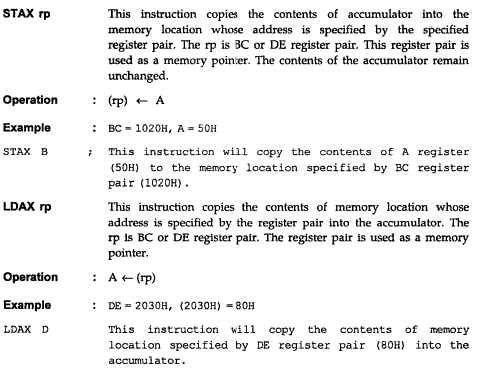 STAX rp This instruction copies the contents of accumulator into the
memory location whose address is specified by the specified
register pair. The rp is BC or DE register pair. This register pair is
used as a memory pointer. The contents of the accumulator remain
unchanged.
Operation : (rp) ← A
Example : BC = 1020H, A = 50H
STAX B ; This instruction will copy the contents of A register
(50H) to the memory location specified by BC register
pair (1020H).
LDAX rp This instruction copies the contents of memory location whose
address is specified by the register pair into the accumulator. The
rp is BC or DE register pair. The register pair is used as a memory
pointer.
Operation : A ← (rp)
Example : DE = 2030H, (2030H) = 80H
LDAX D This instruction will copy the contents of memory
location specified by DE register pair (80H) into the
accumulator.